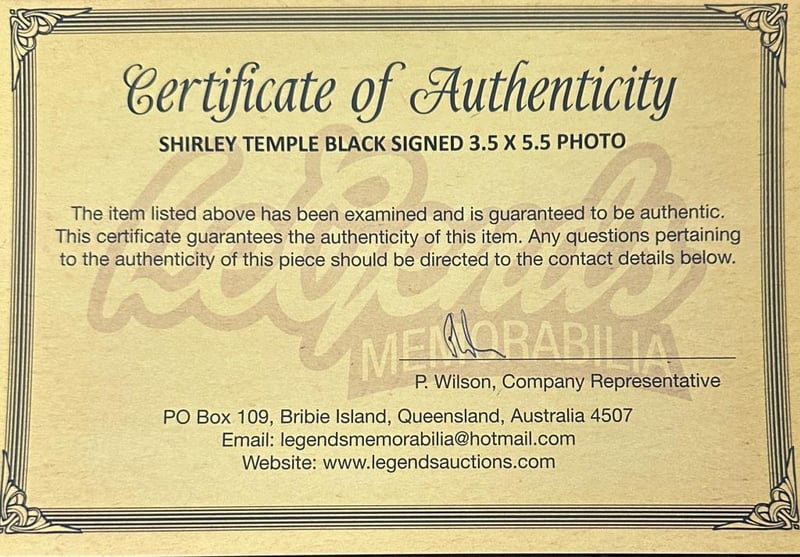 Certificate of Authenticity
SHIRLEY TEMPLE BLACK SIGNED 3.5 X 5.5 PHOTO
The item listed above has been examined and is guaranteed to be authentic.
This certificate guarantees the authenticity of this item. Any questions pertaining
to the authenticity of this piece should be directed to the contact details below.
Legends
MEMORABILIA
P. Wilson, Company Representative
PO Box 109, Bribie Island, Queensland, Australia 4507
Email: legendsmemorabilia@hotmail.com
Website: www.legendsauctions.com